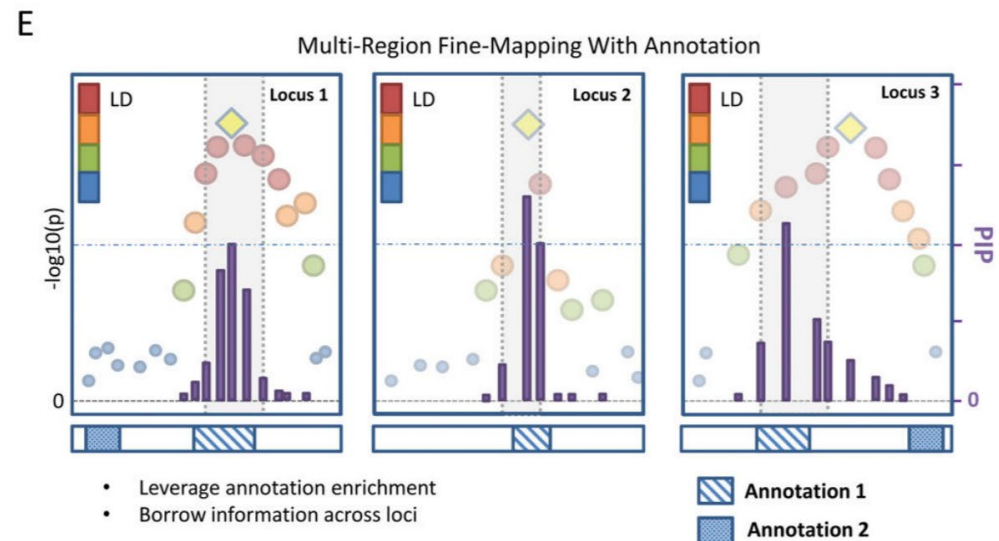 E
Multi-Region Fine-Mapping With Annotation
LD
Locus 1
LD
Locus 2
LD
Locus 3
-log10(p)
PIP
0
0
• Leverage annotation enrichment
• Borrow information across loci
Annotation 1
Annotation 2